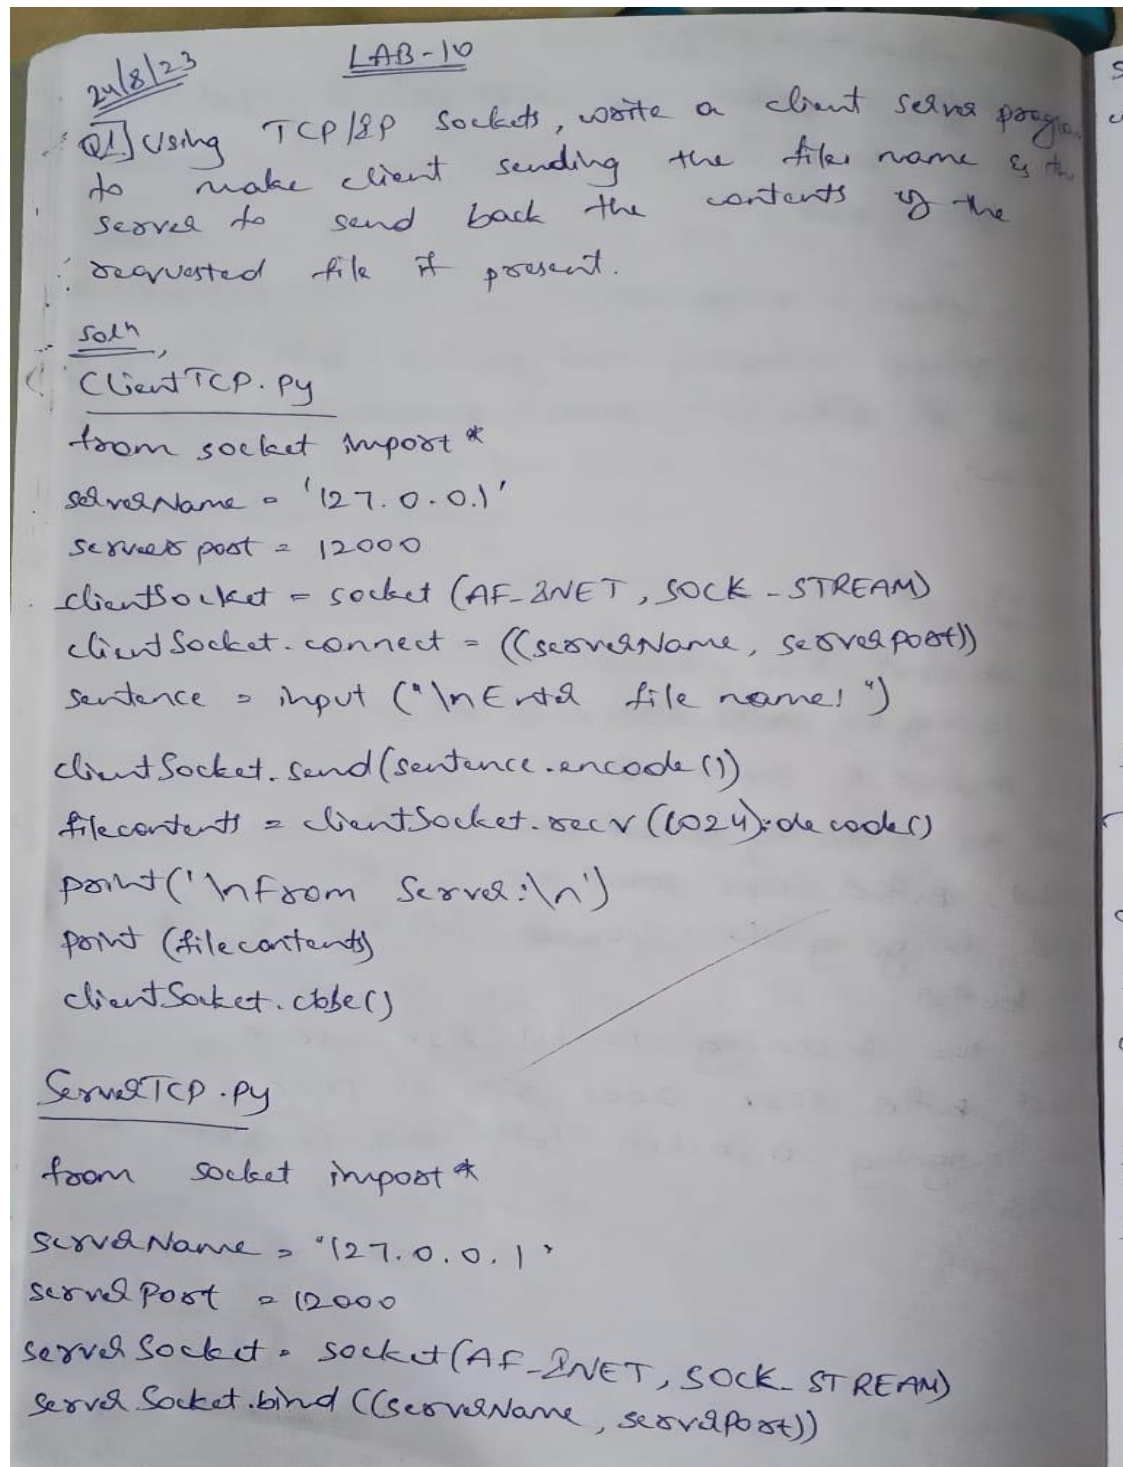 24/8/23
LAB-10
Q1] Using TCP/IP sockets, write a client server
to make client sending the file name & the
server to send back the contents of the
requested file if present.
soln
ClientTCP.py
from socket import *
serverName = '127.0.0.1'
server port = 12000
clientSocket = socket (AF_INET, SOCK_STREAM)
clientSocket.connect = ((serverName, serverport))
sentence = input ("\nEnter file name: ")
clientSocket.send(sentence.encode())
filecontents = clientSocket.recv(1024).decode()
print('\nFrom Server:\n')
print (filecontents)
clientSocket.close()
ServerTCP.py
from socket import *
serverName = "127.0.0.1'
serverPort = 12000
serverSocket = socket (AF_INET, SOCK_STREAM)
serverSocket.bind ((serverName, serverPort))